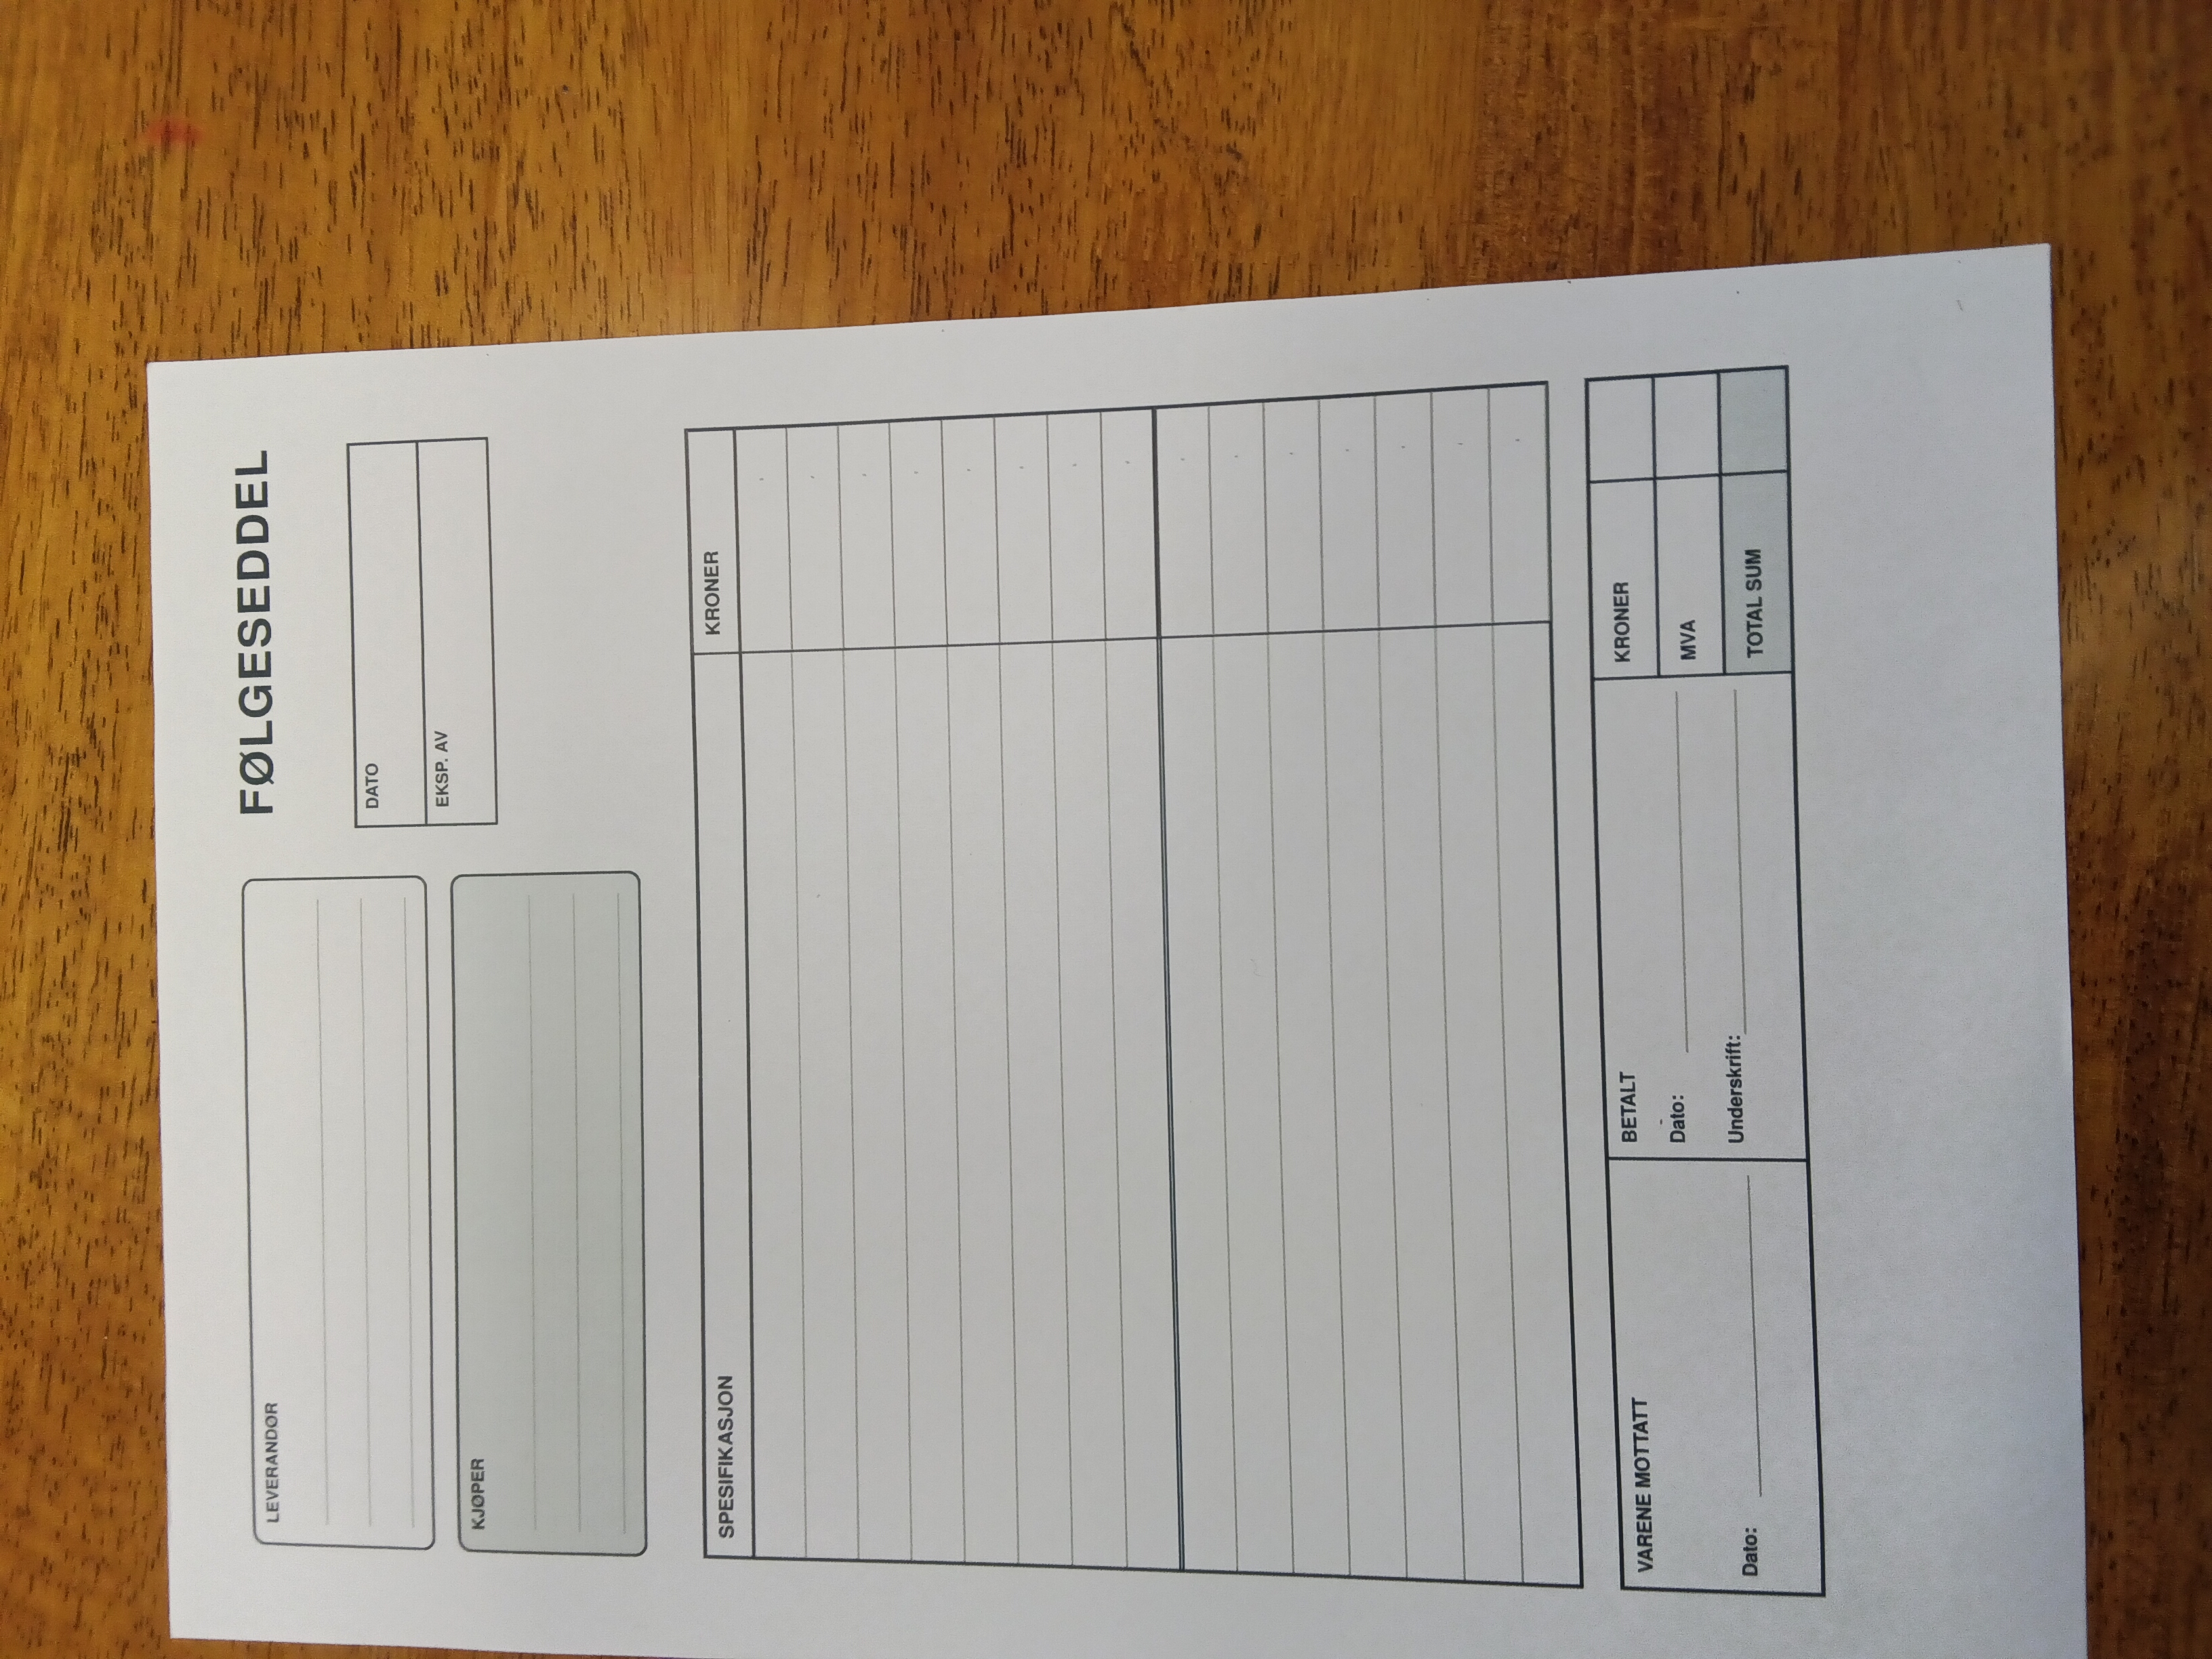 FØLGESEDDEL
LEVERANDØR
DATO
EKSP. AV
KJØPER
SPESIFIKASJON KRONER
VARENE MOTTATT BETALT KRONER
Dato: MVA
Dato: Underskrift: TOTAL SUM